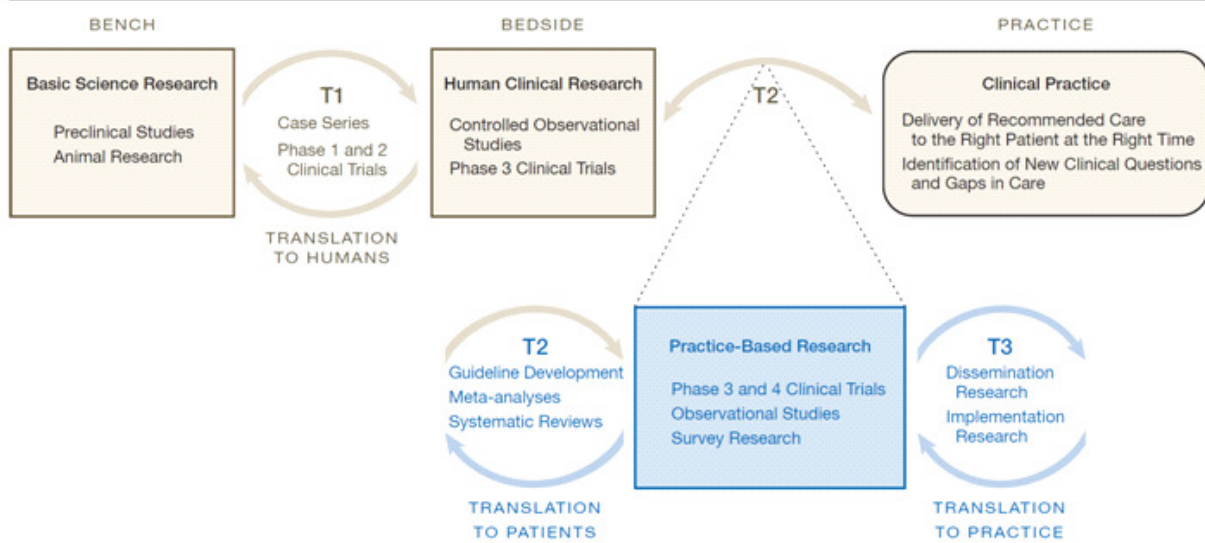 BENCH
BEDSIDE
PRACTICE
Basic Science Research
Preclinical Studies
Animal Research
T1
Case Series
Phase 1 and 2
Clinical Trials
TRANSLATION
TO HUMANS
Human Clinical Research
Controlled Observational
Studies
Phase 3 Clinical Trials
T2
Clinical Practice
Delivery of Recommended Care
to the Right Patient at the Right Time
Identification of New Clinical Questions
and Gaps in Care
T2
Guideline Development
Meta-analyses
Systematic Reviews
TRANSLATION
TO PATIENTS
Practice-Based Research
Phase 3 and 4 Clinical Trials
Observational Studies
Survey Research
T3
Dissemination
Research
Implementation
Research
TRANSLATION
TO PRACTICE